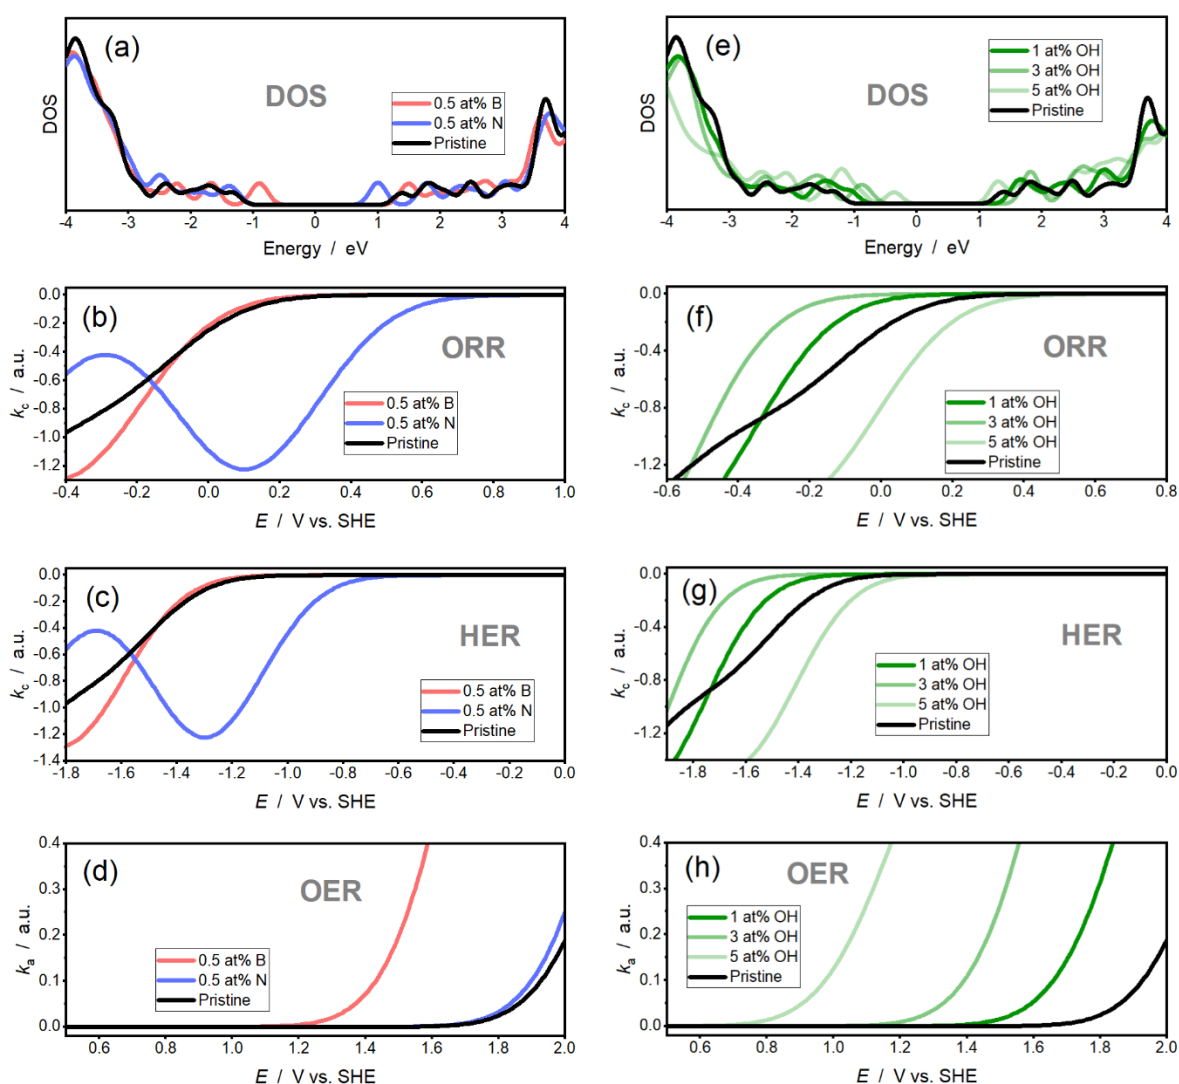 (a)
DOS
DOS
0.5 at% B
0.5 at% N
Pristine
-4 -3 -2 -1 0 1 2 3 4
Energy / eV
(e)
DOS
DOS
1 at% OH
3 at% OH
5 at% OH
Pristine
-4 -3 -2 -1 0 1 2 3 4
Energy / eV
(b)
ORR
0.0
-0.2
-0.4
-0.6
-0.8
-1.0
-1.2
kc / a.u.
0.5 at% B
0.5 at% N
Pristine
-0.4 -0.2 0.0 0.2 0.4 0.6 0.8 1.0
E / V vs. SHE
(f)
ORR
0.0
-0.4
-0.8
-1.2
kc / a.u.
1 at% OH
3 at% OH
5 at% OH
Pristine
-0.6 -0.4 -0.2 0.0 0.2 0.4 0.6 0.8
E / V vs. SHE
(c)
HER
0.0
-0.2
-0.4
-0.6
-0.8
-1.0
-1.2
-1.4
kc / a.u.
0.5 at% B
0.5 at% N
Pristine
-1.8 -1.6 -1.4 -1.2 -1.0 -0.8 -0.6 -0.4 -0.2 0.0
E / V vs. SHE
(g)
HER
0.0
-0.4
-0.8
-1.2
kc / a.u.
1 at% OH
3 at% OH
5 at% OH
Pristine
-1.8 -1.6 -1.4 -1.2 -1.0 -0.8 -0.6 -0.4 -0.2 0.0
E / V vs. SHE
(d)
OER
0.4
0.3
0.2
0.1
0.0
ka / a.u.
0.5 at% B
0.5 at% N
Pristine
0.6 0.8 1.0 1.2 1.4 1.6 1.8 2.0
E / V vs. SHE
(h)
OER
0.4
0.3
0.2
0.1
0.0
ka / a.u.
1 at% OH
3 at% OH
5 at% OH
Pristine
0.6 0.8 1.0 1.2 1.4 1.6 1.8 2.0
E / V vs. SHE